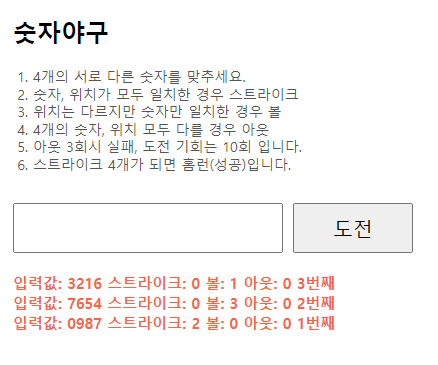 숫자야구
1. 4개의 서로 다른 숫자를 맞추세요.
2. 숫자, 위치가 모두 일치한 경우 스트라이크
3. 위치는 다르지만 숫자만 일치한 경우 볼
4. 4개의 숫자, 위치 모두 다를 경우 아웃
5. 아웃 3회시 실패, 도전 기회는 10회 입니다.
6. 스트라이크 4개가 되면 홈런(성공)입니다.
도전
입력값: 3216 스트라이크: 0 볼: 1 아웃: 0 3번째
입력값: 7654 스트라이크: 0 볼: 3 아웃: 0 2번째
입력값: 0987 스트라이크: 2 볼: 0 아웃: 0 1번째